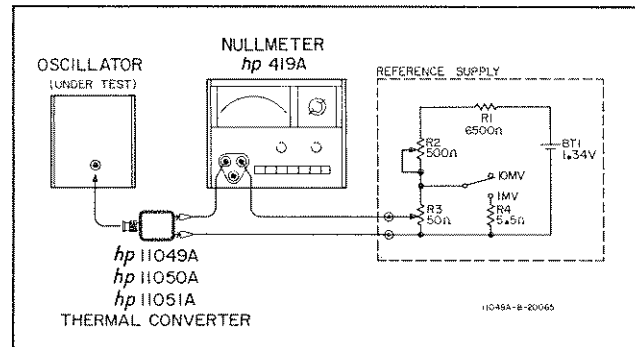 NULLMETER
hp 419A
OSCILLATOR
(UNDER TEST)
REFERENCE SUPPLY
R1
6500Ω
R2
500Ω
BT1
1.34V
10MV
1MV
R3
50Ω
R4
5.5Ω
hp 11049A
hp 11050A
hp 11051A
THERMAL CONVERTER
11049A-B-20065